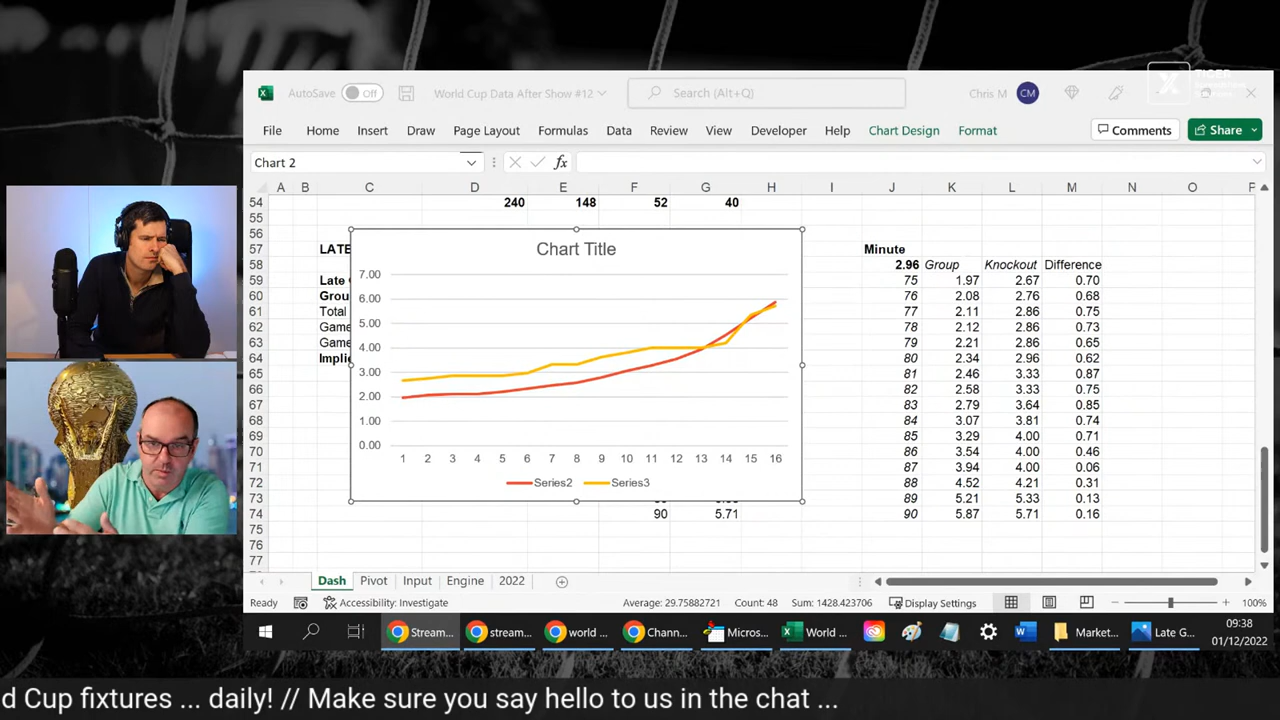 TIGER
AutoSave Off World Cup Data After Show #12 Search (Alt+Q) Chris M CM
File Home Insert Draw Page Layout Formulas Data Review View Developer Help Chart Design Format Comments Share
Chart 2 fx
A B C D E F G H I J K L M N O P
54 240 148 52 40
55
56
57 LATE Minute
58 2.96 Group Knockout Difference
59 Late 75 1.97 2.67 0.70
60 Grou 76 2.08 2.76 0.68
61 Total 77 2.11 2.86 0.75
62 Game 78 2.12 2.86 0.73
63 Game 79 2.21 2.86 0.65
64 Implic 80 2.34 2.96 0.62
65 81 2.46 3.33 0.87
66 82 2.58 3.33 0.75
67 83 2.79 3.64 0.85
68 84 3.07 3.81 0.74
69 85 3.29 4.00 0.71
70 86 3.54 4.00 0.46
71 87 3.94 4.00 0.06
72 88 4.52 4.21 0.31
73 89 5.21 5.33 0.13
74 90 5.71 90 5.87 5.71 0.16
75
76
77
Chart Title
7.00
6.00
5.00
4.00
3.00
2.00
1.00
0.00
1 2 3 4 5 6 7 8 9 10 11 12 13 14 15 16
Series2 Series3
Dash Pivot Input Engine 2022
Ready Accessibility: Investigate Average: 29.75882721 Count: 48 Sum: 1428.423706 Display Settings 100%
Stream... stream... world ... Chann... Micros... World ... Market... Late G... 09:38
01/12/2022
d Cup fixtures ... daily! // Make sure you say hello to us in the chat ...